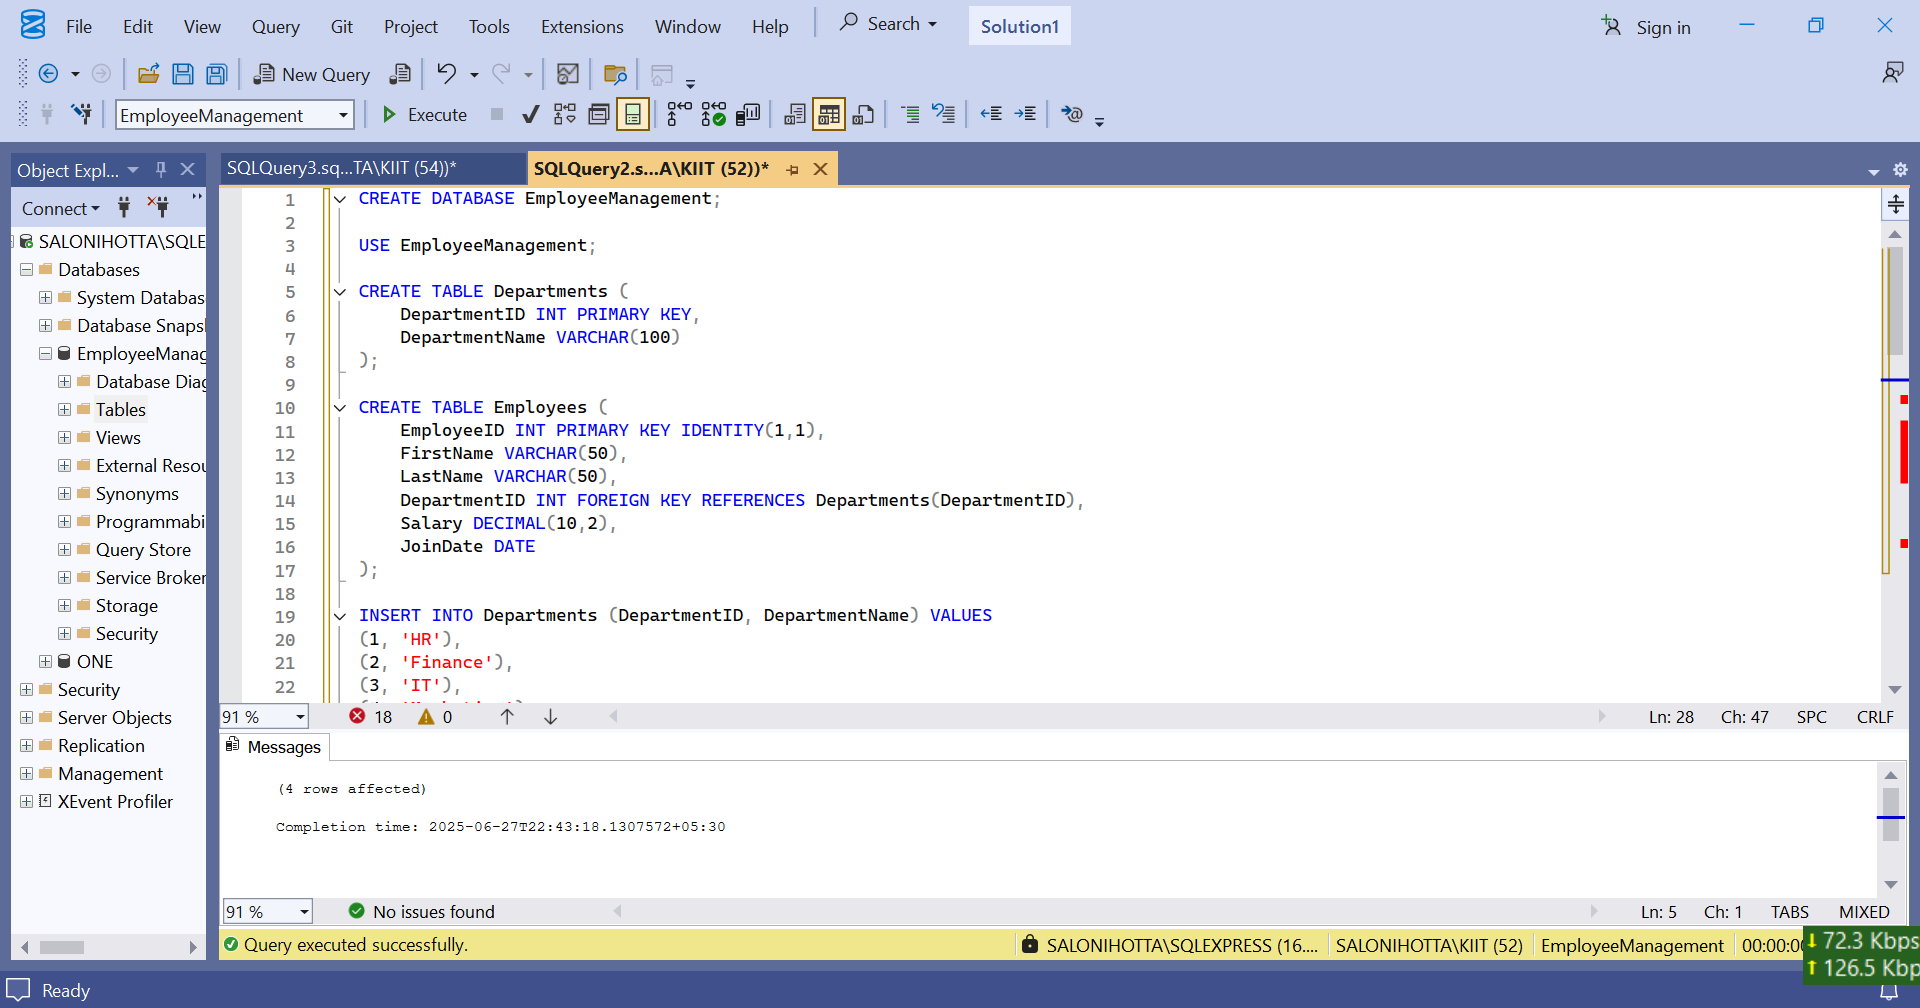 File Edit View Query Git Project Tools Extensions Window Help Search Solution1 Sign in
New Query
EmployeeManagement Execute
Object Expl...
SQLQuery3.sq...TA\KIIT (54))*
SQLQuery2.s...A\KIIT (52))*
Connect
SALONIHOTTA\SQLE
Databases
System Databas
Database Snaps
EmployeeManag
Database Diag
Tables
Views
External Resou
Synonyms
Programmabi
Query Store
Service Broker
Storage
Security
ONE
Security
Server Objects
Replication
Management
XEvent Profiler
1 CREATE DATABASE EmployeeManagement;
2
3 USE EmployeeManagement;
4
5 CREATE TABLE Departments (
6 DepartmentID INT PRIMARY KEY,
7 DepartmentName VARCHAR(100)
8 );
9
10 CREATE TABLE Employees (
11 EmployeeID INT PRIMARY KEY IDENTITY(1,1),
12 FirstName VARCHAR(50),
13 LastName VARCHAR(50),
14 DepartmentID INT FOREIGN KEY REFERENCES Departments(DepartmentID),
15 Salary DECIMAL(10,2),
16 JoinDate DATE
17 );
18
19 INSERT INTO Departments (DepartmentID, DepartmentName) VALUES
20 (1, 'HR'),
21 (2, 'Finance'),
22 (3, 'IT'),
91 % 18 0 Ln: 28 Ch: 47 SPC CRLF
Messages
(4 rows affected)
Completion time: 2025-06-27T22:43:18.1307572+05:30
91 % No issues found Ln: 5 Ch: 1 TABS MIXED
Query executed successfully. SALONIHOTTA\SQLEXPRESS (16.... SALONIHOTTA\KIIT (52) EmployeeManagement 00:00:00
72.3 Kbps
126.5 Kbp
Ready